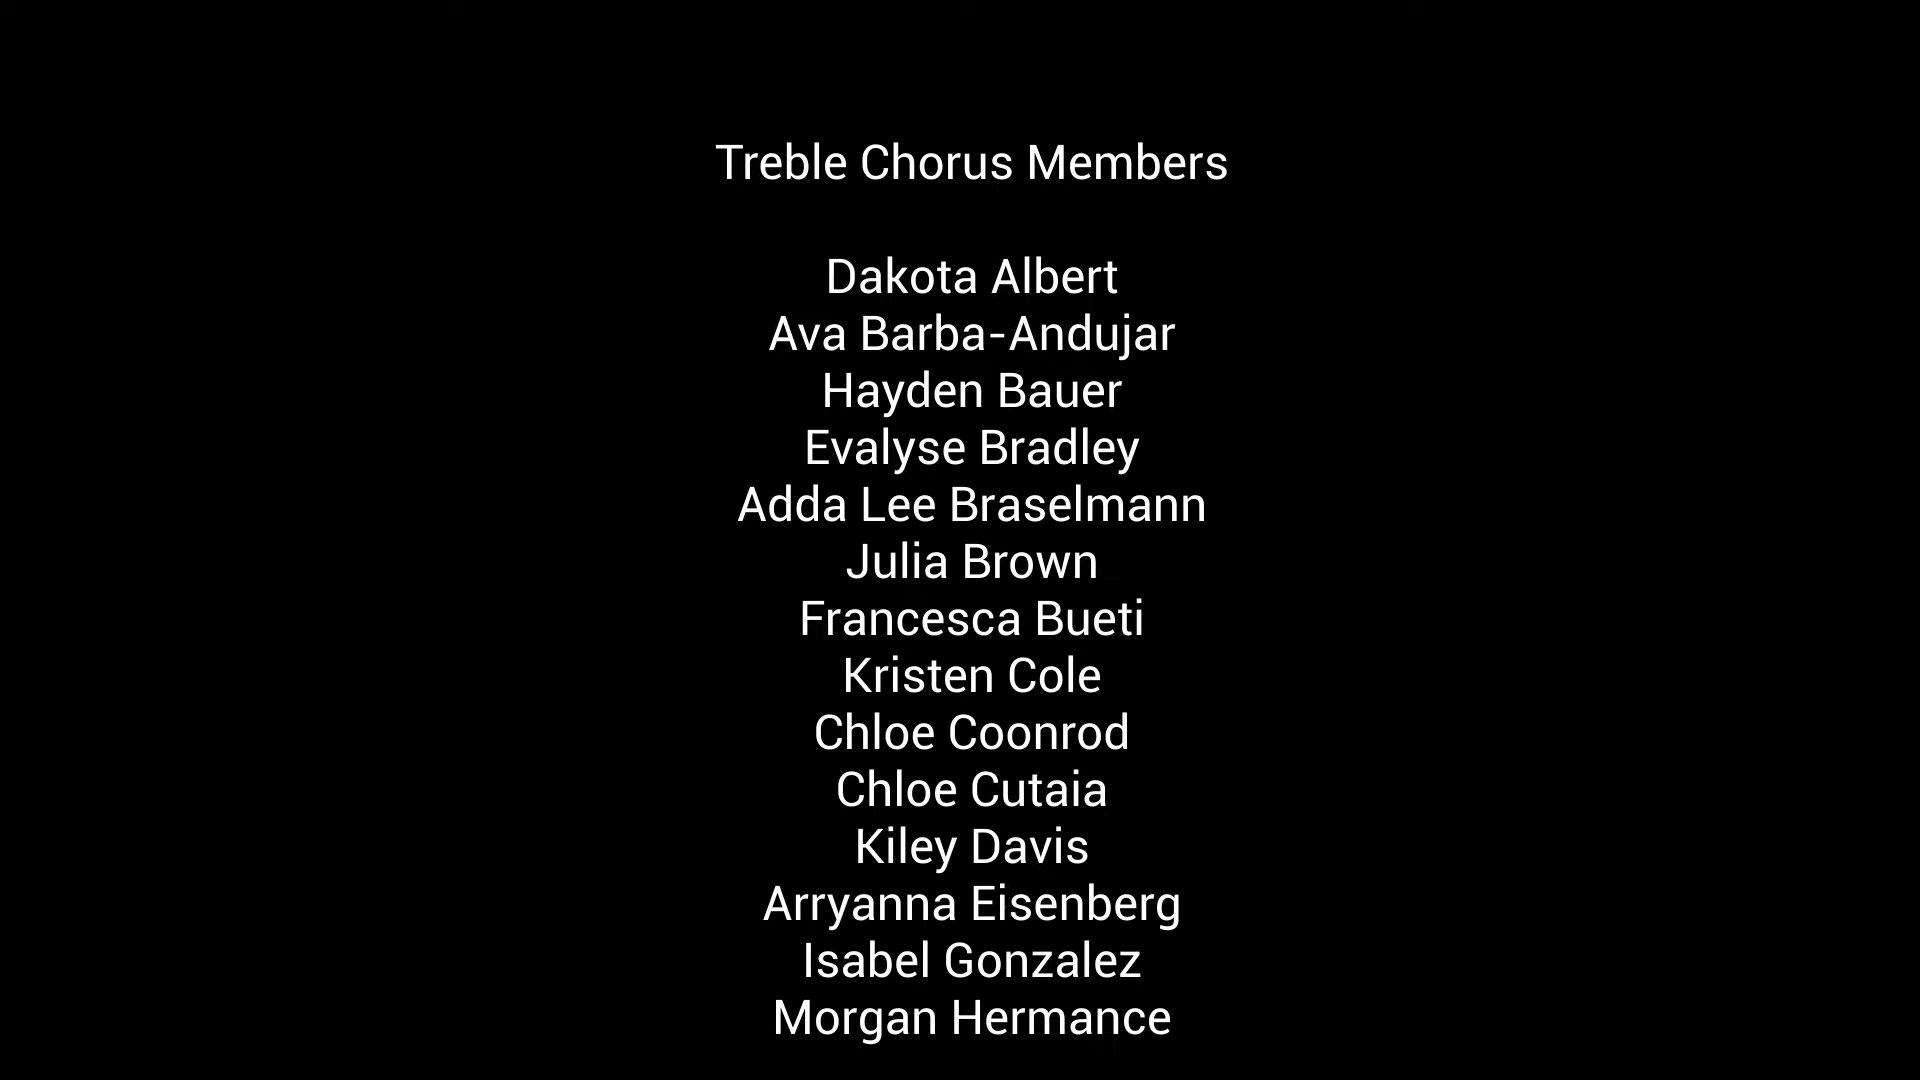 Treble Chorus Members
Dakota Albert
Ava Barba-Andujar
Hayden Bauer
Evalyse Bradley
Adda Lee Braselmann
Julia Brown
Francesca Bueti
Kristen Cole
Chloe Coonrod
Chloe Cutaia
Kiley Davis
Arryanna Eisenberg
Isabel Gonzalez
Morgan Hermance